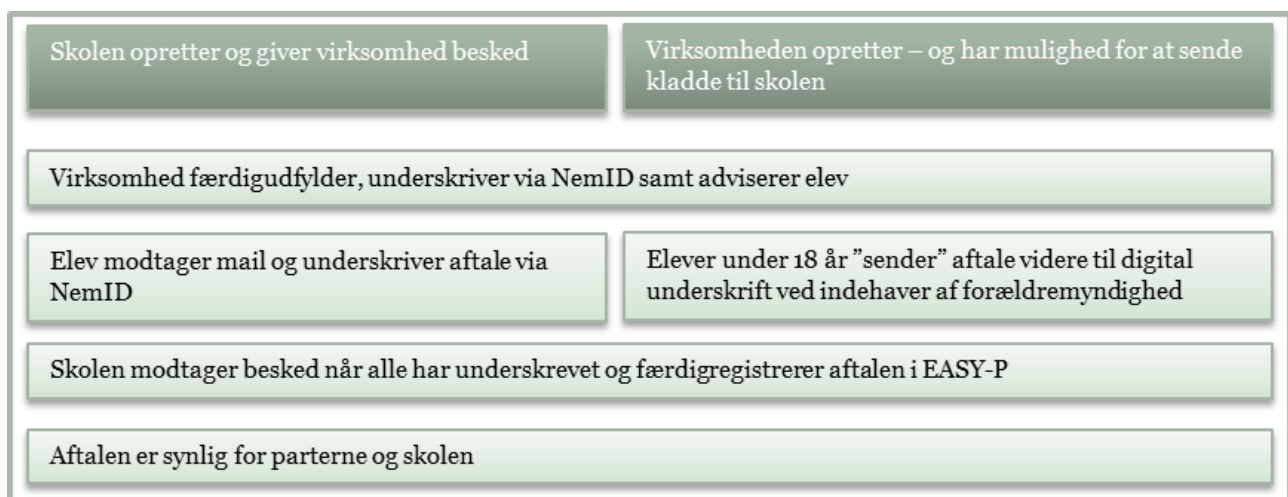 Skolen opretter og giver virksomhed besked
Virksomheden opretter – og har mulighed for at sende
kladde til skolen
Virksomhed færdigudfylder, underskriver via NemID samt adviserer elev
Elev modtager mail og underskriver aftale via
NemID
Elever under 18 år ”sender” aftale videre til digital
underskrift ved indehaver af forældremyndighed
Skolen modtager besked når alle har underskrevet og færdigregistrerer aftalen i EASY-P
Aftalen er synlig for parterne og skolen